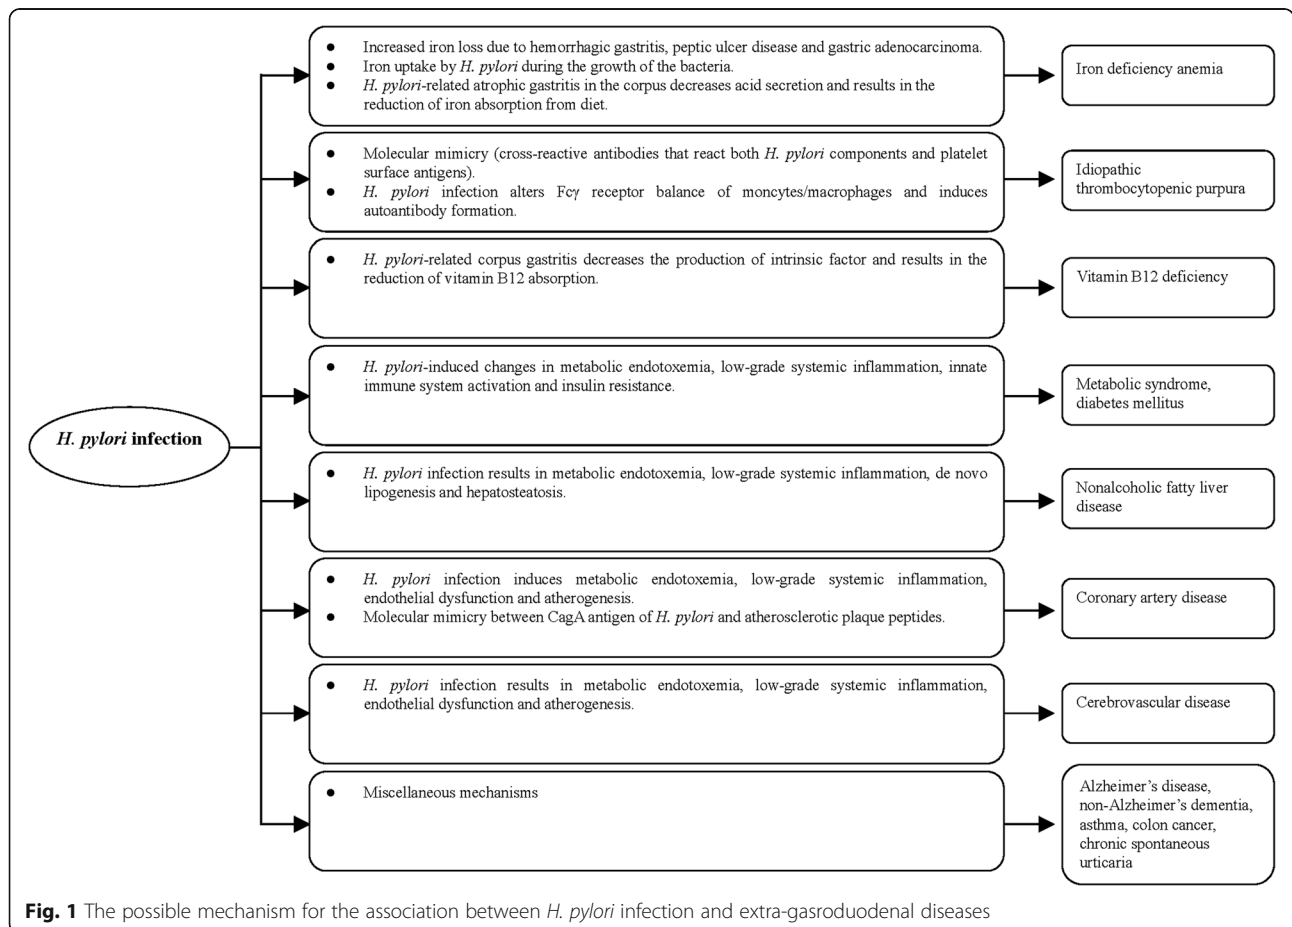 ● Increased iron loss due to hemorrhagic gastritis, peptic ulcer disease and gastric adenocarcinoma.
● Iron uptake by H. pylori during the growth of the bacteria.
● H. pylori-related atrophic gastritis in the corpus decreases acid secretion and results in the
reduction of iron absorption from diet.
Iron deficiency anemia
● Molecular mimicry (cross-reactive antibodies that react both H. pylori components and platelet
surface antigens).
● H. pylori infection alters Fcγ receptor balance of moncytes/macrophages and induces
autoantibody formation.
Idiopathic
thrombocytopenic purpura
● H. pylori-related corpus gastritis decreases the production of intrinsic factor and results in the
reduction of vitamin B12 absorption.
Vitamin B12 deficiency
● H. pylori-induced changes in metabolic endotoxemia, low-grade systemic inflammation, innate
immune system activation and insulin resistance.
Metabolic syndrome,
diabetes mellitus
H. pylori infection
● H. pylori infection results in metabolic endotoxemia, low-grade systemic inflammation, de novo
lipogenesis and hepatosteatosis.
Nonalcoholic fatty liver
disease
● H. pylori infection induces metabolic endotoxemia, low-grade systemic inflammation,
endothelial dysfunction and atherogenesis.
● Molecular mimicry between CagA antigen of H. pylori and atherosclerotic plaque peptides.
Coronary artery disease
● H. pylori infection results in metabolic endotoxemia, low-grade systemic inflammation,
endothelial dysfunction and atherogenesis.
Cerebrovascular disease
● Miscellaneous mechanisms
Alzheimer’s disease,
non-Alzheimer’s dementia,
asthma, colon cancer,
chronic spontaneous
urticaria
Fig. 1 The possible mechanism for the association between H. pylori infection and extra-gasroduodenal diseases